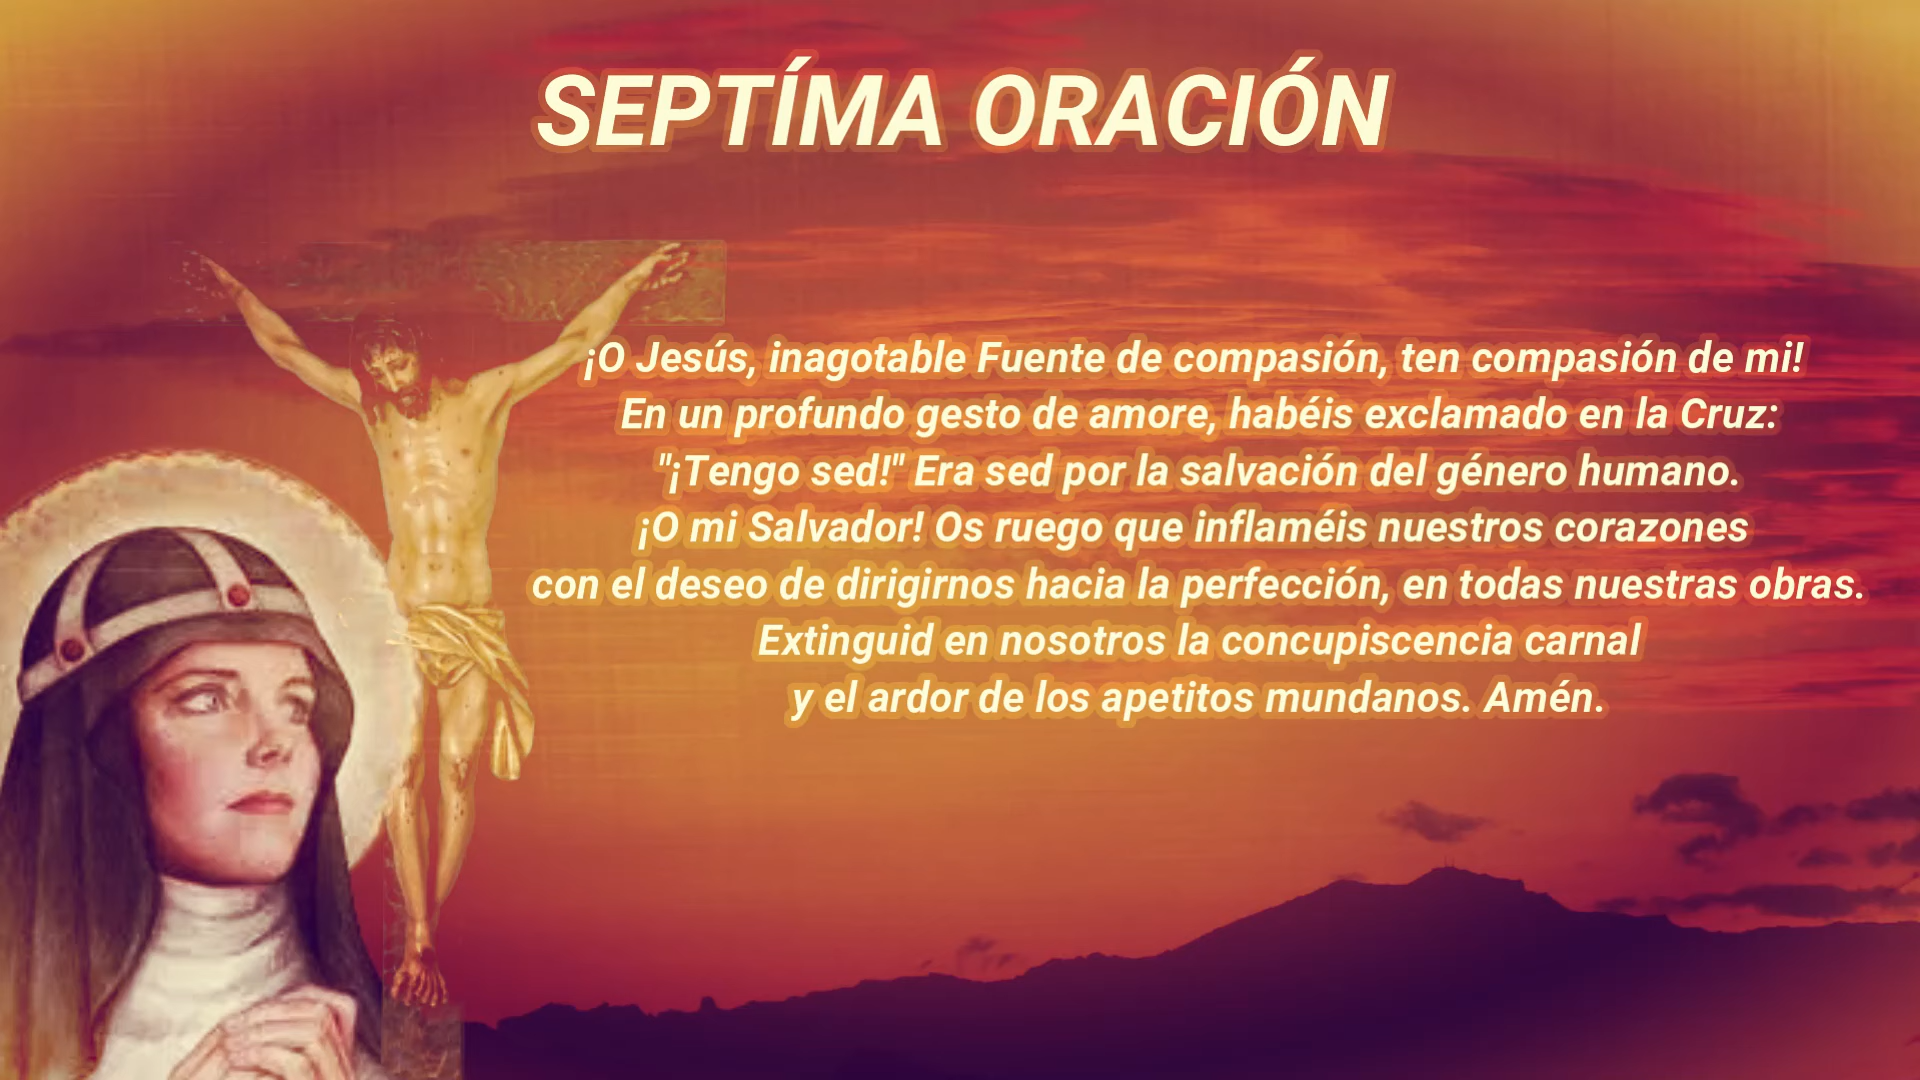 SEPTÍMA ORACIÓN
¡O Jesús, inagotable Fuente de compasión, ten compasión de mi!
En un profundo gesto de amore, habéis exclamado en la Cruz:
"¡Tengo sed!" Era sed por la salvación del género humano.
¡O mi Salvador! Os ruego que inflaméis nuestros corazones
con el deseo de dirigirnos hacia la perfección, en todas nuestras obras.
Extinguid en nosotros la concupiscencia carnal
y el ardor de los apetitos mundanos. Amén.